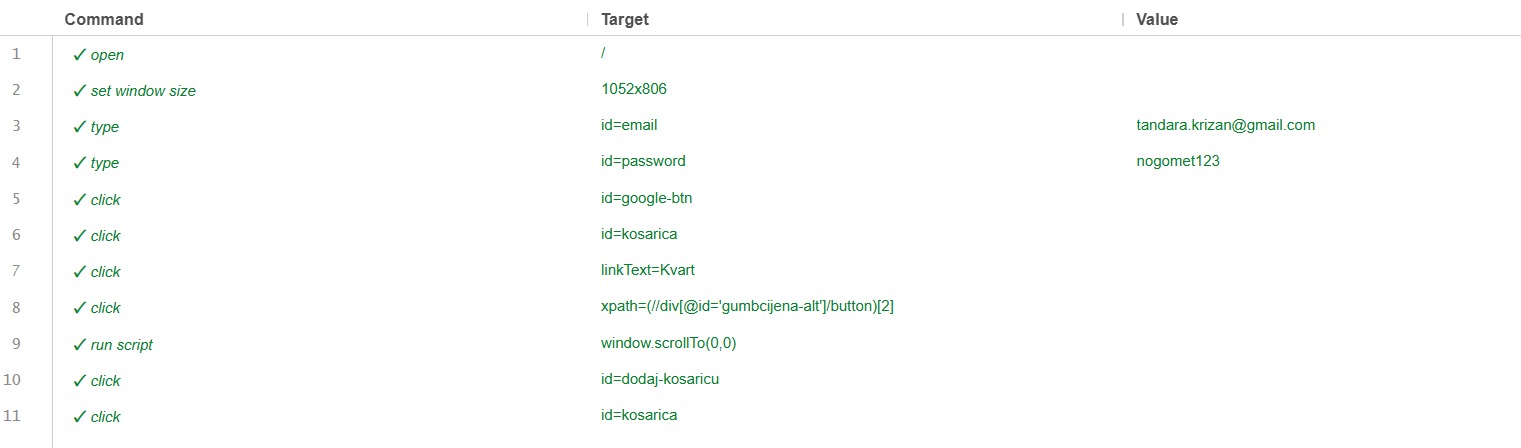 Command Target Value
1 ✓ open /
2 ✓ set window size 1052x806
3 ✓ type id=email tandara.krizan@gmail.com
4 ✓ type id=password nogomet123
5 ✓ click id=google-btn
6 ✓ click id=kosarica
7 ✓ click linkText=Kvart
8 ✓ click xpath=(//div[@id='gumbcijena-alt']/button)[2]
9 ✓ run script window.scrollTo(0,0)
10 ✓ click id=dodaj-kosaricu
11 ✓ click id=kosarica